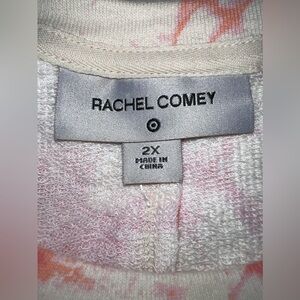 RACHEL COMEY
2X
MADE IN
CHINA